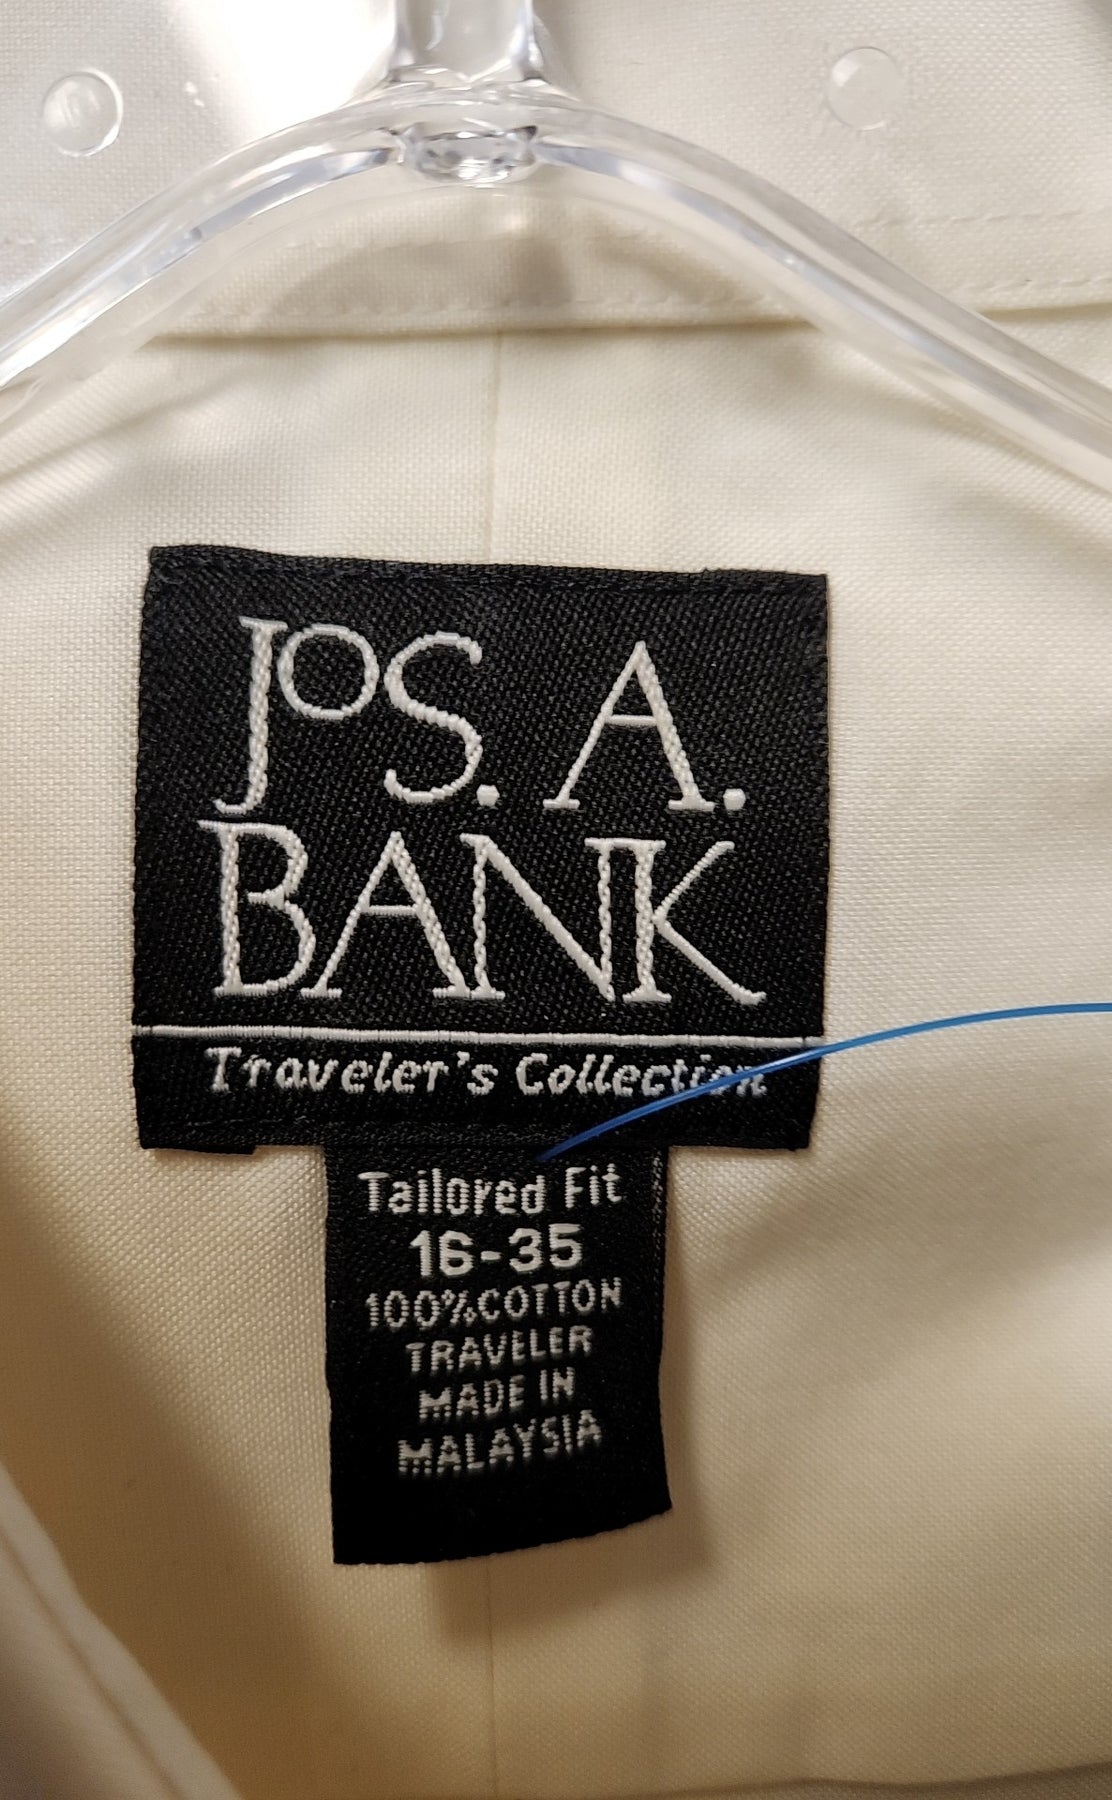 JOS. A.
BANK
Traveler's Collection
Tailored Fit
16-35
100%COTTON
TRAVELER
MADE IN
MALAYSIA